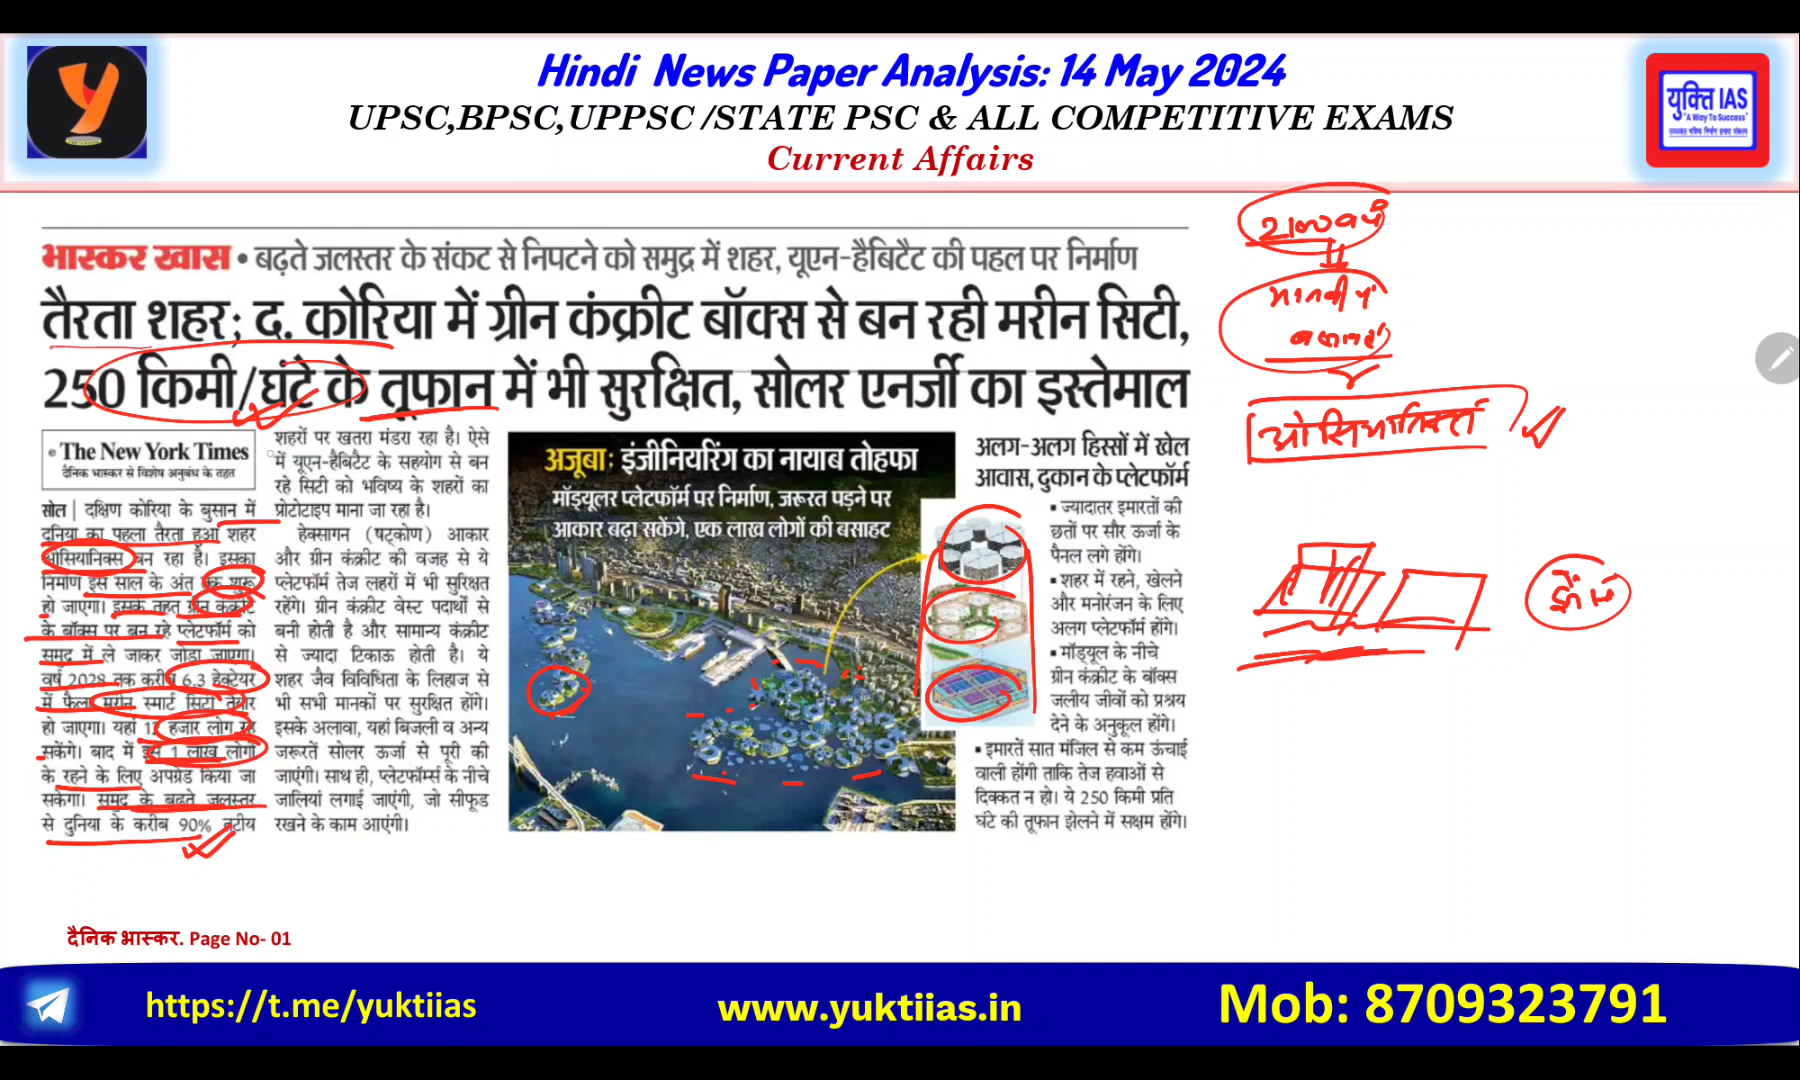 Hindi News Paper Analysis: 14 May 2024
UPSC,BPSC,UPPSC /STATE PSC & ALL COMPETITIVE EXAMS
Current Affairs
युक्ति IAS
"A Way To Success"
भास्कर खास • बढ़ते जलस्तर के संकट से निपटने को समुद्र में शहर, यूएन-हैबिटैट की पहल पर निर्माण
तैरता शहर; द. कोरिया में ग्रीन कंक्रीट बॉक्स से बन रही मरीन सिटी,
250 किमी/घंटे के तूफान में भी सुरक्षित, सोलर एनर्जी का इस्तेमाल
• The New York Times
दैनिक भास्कर से विशेष अनुबंध के तहत
सोल | दक्षिण कोरिया के बुसान में
दुनिया का पहला तैरता हुआ शहर
ओसियानिक्स बन रहा है। इसका
निर्माण इस साल के अंत तक शुरू
हो जाएगा। इसके तहत ग्रीन कंक्रीट
के बॉक्स पर बन रहे प्लेटफॉर्म को
समुद्र में ले जाकर जोड़ा जाएगा।
वर्ष 2028 तक करीब 6.3 हेक्टेयर
में फैला मरीन स्मार्ट सिटी तैयार
हो जाएगा। यहां हजार लोग रह
सकेंगे। बाद में इसे 1 लाख लोगों
के रहने के लिए अपग्रेड किया जा
सकेगा। समुद्र के बढ़ते जलस्तर
से दुनिया के करीब 90% तटीय
शहरों पर खतरा मंडरा रहा है। ऐसे
में यूएन-हैबिटैट के सहयोग से बन
रहे सिटी को भविष्य के शहरों का
प्रोटोटाइप माना जा रहा है।
हेक्सागन (षट्कोण) आकार
और ग्रीन कंक्रीट की वजह से ये
प्लेटफॉर्म तेज लहरों में भी सुरक्षित
रहेंगे। ग्रीन कंक्रीट वेस्ट पदार्थों से
बनी होती है और सामान्य कंक्रीट
से ज्यादा टिकाऊ होती है। ये
शहर जैव विविधिता के लिहाज से
भी सभी मानकों पर सुरक्षित होंगे।
इसके अलावा, यहां बिजली व अन्य
जरूरतें सोलर ऊर्जा से पूरी की
जाएंगी। साथ ही, प्लेटफॉर्म्स के नीचे
जालियां लगाई जाएंगी, जो सीफूड
रखने के काम आएंगी।
अजूबा; इंजीनियरिंग का नायाब तोहफा
मॉड्यूलर प्लेटफॉर्म पर निर्माण, जरूरत पड़ने पर
आकार बढ़ा सकेंगे, एक लाख लोगों की बसाहट
अलग-अलग हिस्सों में खेल
आवास, दुकान के प्लेटफॉर्म
▪ ज्यादातर इमारतों की
छतों पर सौर ऊर्जा के
पैनल लगे होंगे।
▪ शहर में रहने, खेलने
और मनोरंजन के लिए
अलग प्लेटफॉर्म होंगे।
▪ मॉड्यूल के नीचे
ग्रीन कंक्रीट के बॉक्स
जलीय जीवों को प्रश्रय
देने के अनुकूल होंगे।
▪ इमारतें सात मंजिल से कम ऊंचाई
वाली होंगी ताकि तेज हवाओं से
दिक्कत न हो। ये 250 किमी प्रति
घंटे की तूफान झेलने में सक्षम होंगे।
दैनिक भास्कर. Page No- 01
https://t.me/yuktiias
www.yuktiias.in
Mob: 8709323791